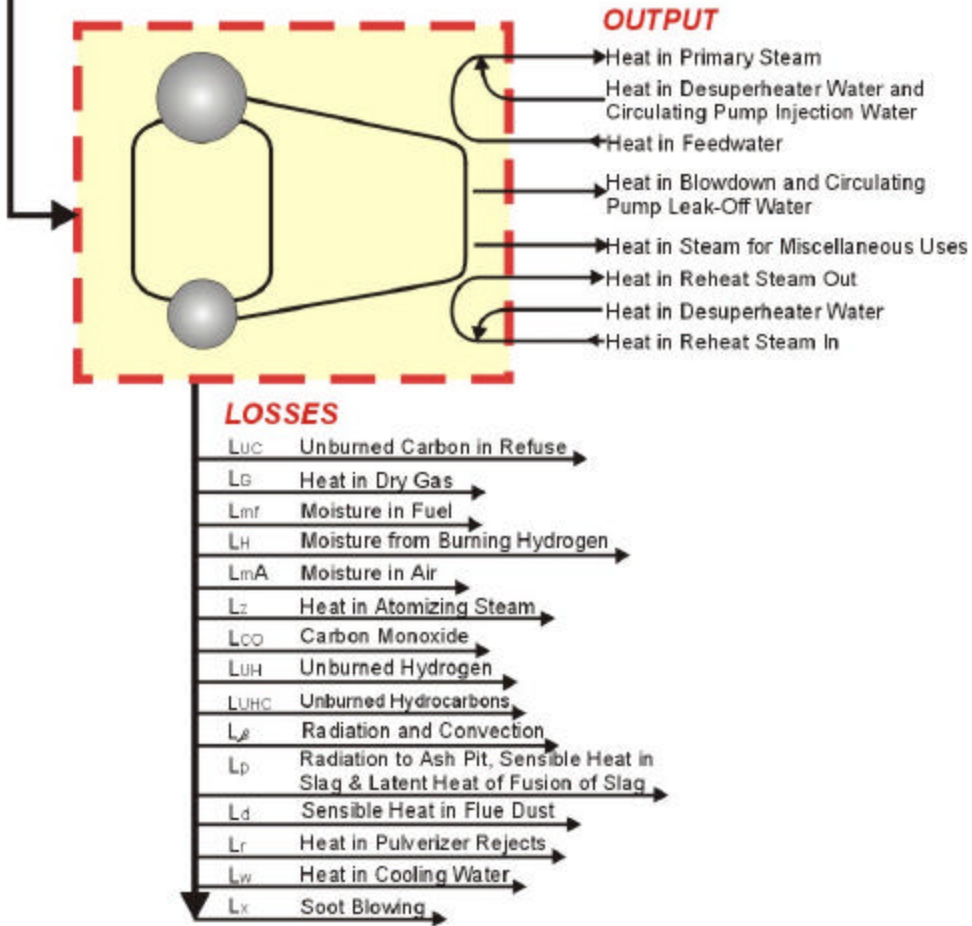 OUTPUT
Heat in Primary Steam
Heat in Desuperheater Water and
Circulating Pump Injection Water
Heat in Feedwater
Heat in Blowdown and Circulating
Pump Leak-Off Water
Heat in Steam for Miscellaneous Uses
Heat in Reheat Steam Out
Heat in Desuperheater Water
Heat in Reheat Steam In
LOSSES
LUC Unburned Carbon in Refuse
LG Heat in Dry Gas
Lmf Moisture in Fuel
LH Moisture from Burning Hydrogen
LmA Moisture in Air
Lz Heat in Atomizing Steam
LCO Carbon Monoxide
LUH Unburned Hydrogen
LUHC Unburned Hydrocarbons
Lβ Radiation and Convection
Lp Radiation to Ash Pit, Sensible Heat in
Slag & Latent Heat of Fusion of Slag
Ld Sensible Heat in Flue Dust
Lr Heat in Pulverizer Rejects
Lw Heat in Cooling Water
Lx Soot Blowing